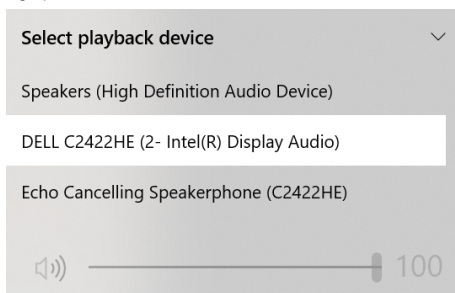 Select playback device
Speakers (High Definition Audio Device)
DELL C2422HE (2- Intel(R) Display Audio)
Echo Cancelling Speakerphone (C2422HE)
100